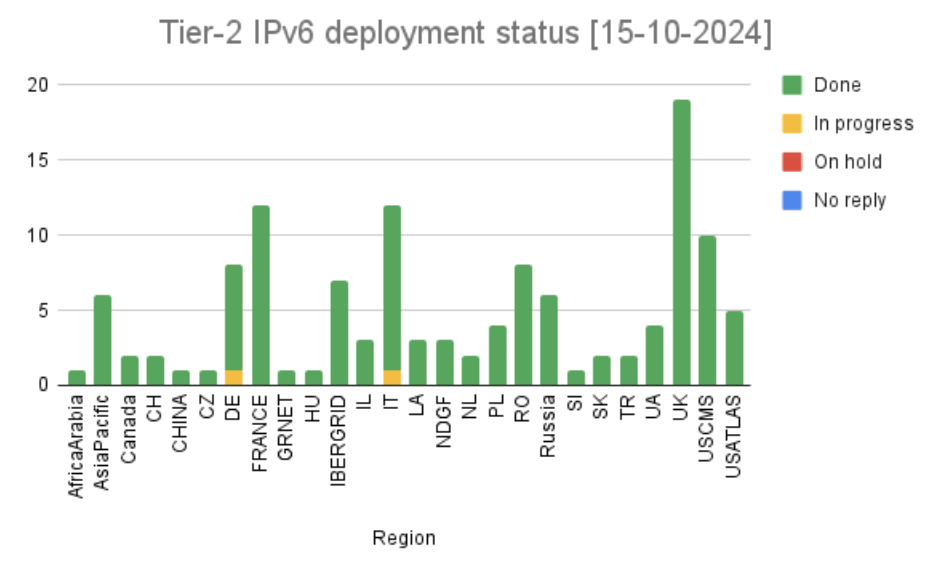 Tier-2 IPv6 deployment status [15-10-2024]
20
15
10
5
0
Done
In progress
On hold
No reply
AfricaArabia
AsiaPacific
Canada
CH
CHINA
CZ
DE
FRANCE
GRNET
HU
IBERGRID
IL
IT
LA
NDGF
NL
PL
RO
Russia
SI
SK
TR
UA
UK
USCMS
USATLAS
Region